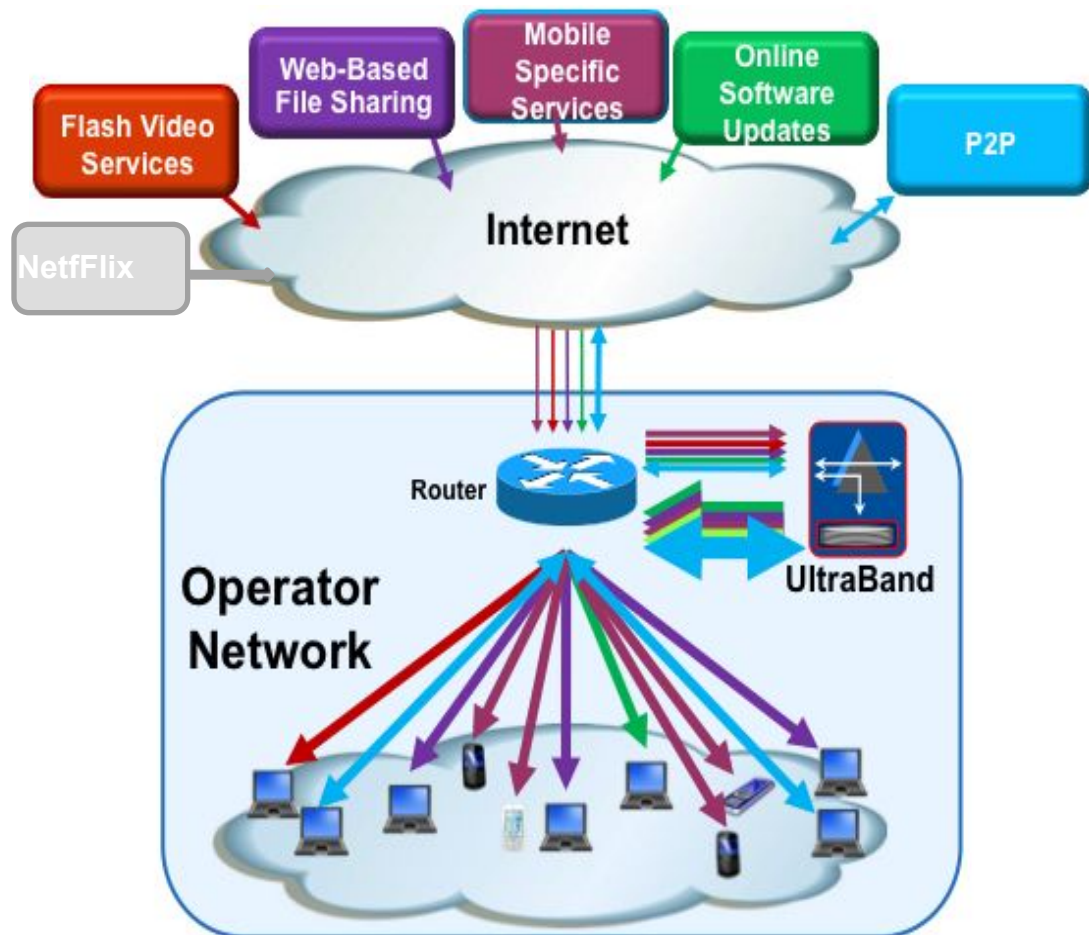 Flash Video
Services
Web-Based
File Sharing
Mobile
Specific
Services
Online
Software
Updates
P2P
NetfFlix
Internet
Router
UltraBand
Operator
Network